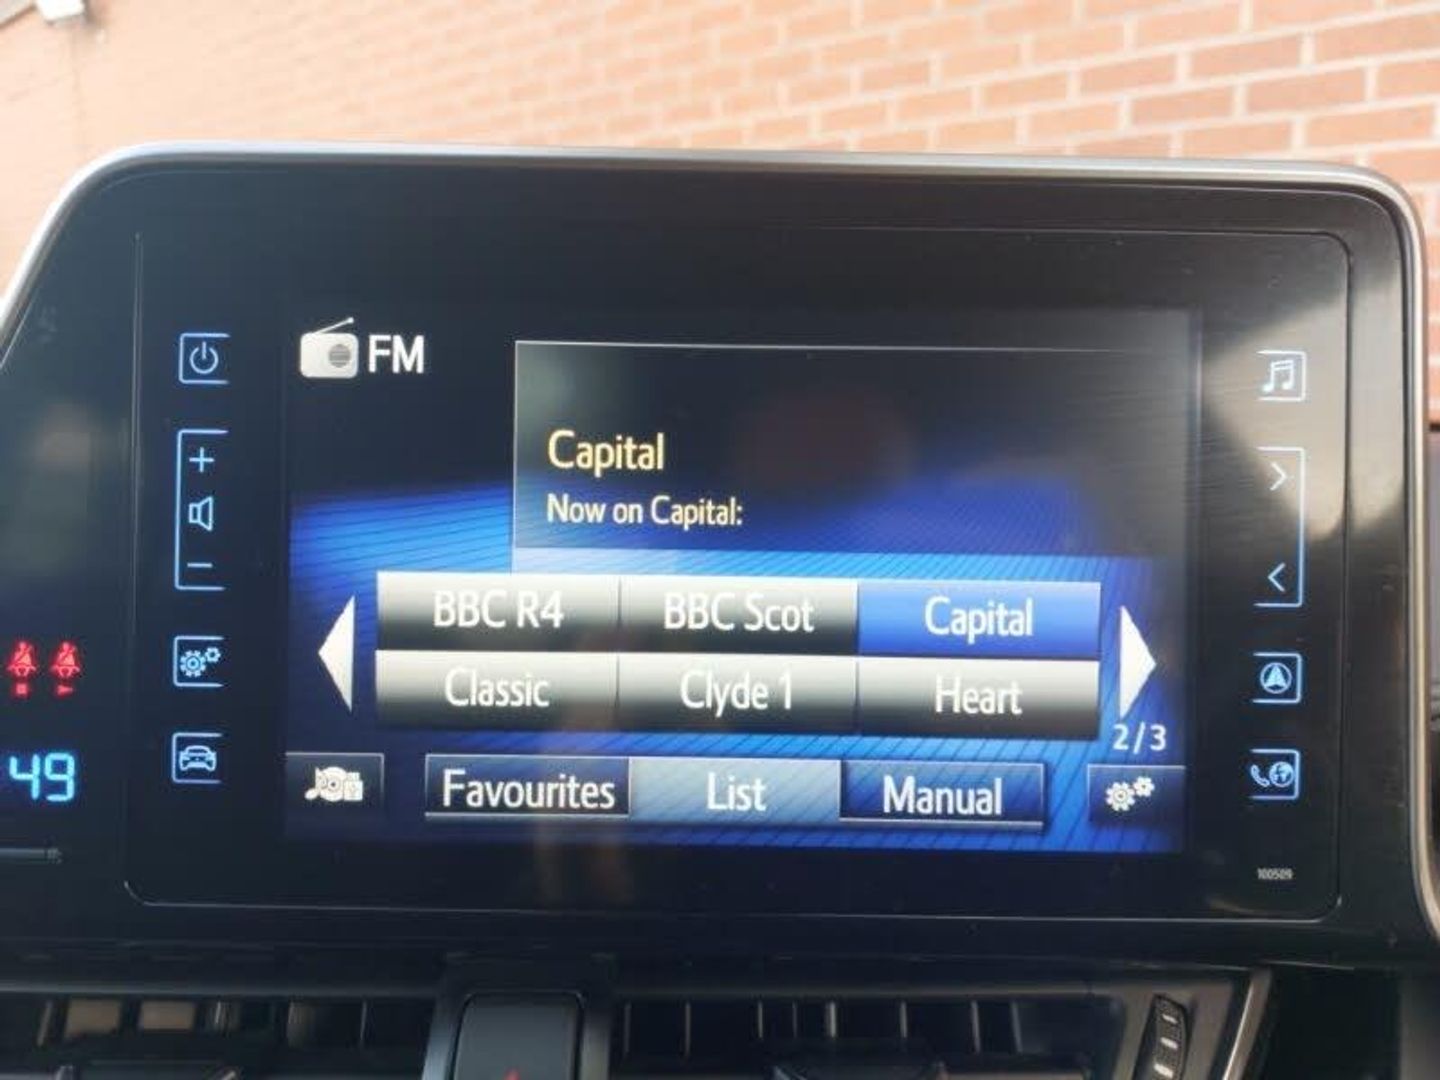 FM
Capital
Now on Capital:
BBC R4 BBC Scot Capital
Classic Clyde 1 Heart
2/3
49
Favourites List Manual
100509